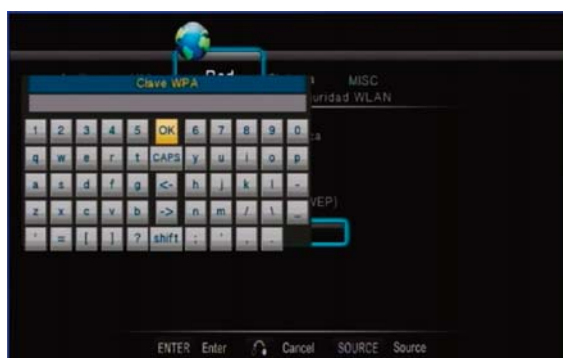 Red
MISC
Clave WPA
uridad WLAN
1 2 3 4 5 OK 6 7 8 9 0
q w e r t CAPS y u i o p
a s d f g <- h j k l -
z x c v b -> n m / \ _
' = [ ] ? shift ; ' , .
WEP)
ENTER Enter Cancel SOURCE Source